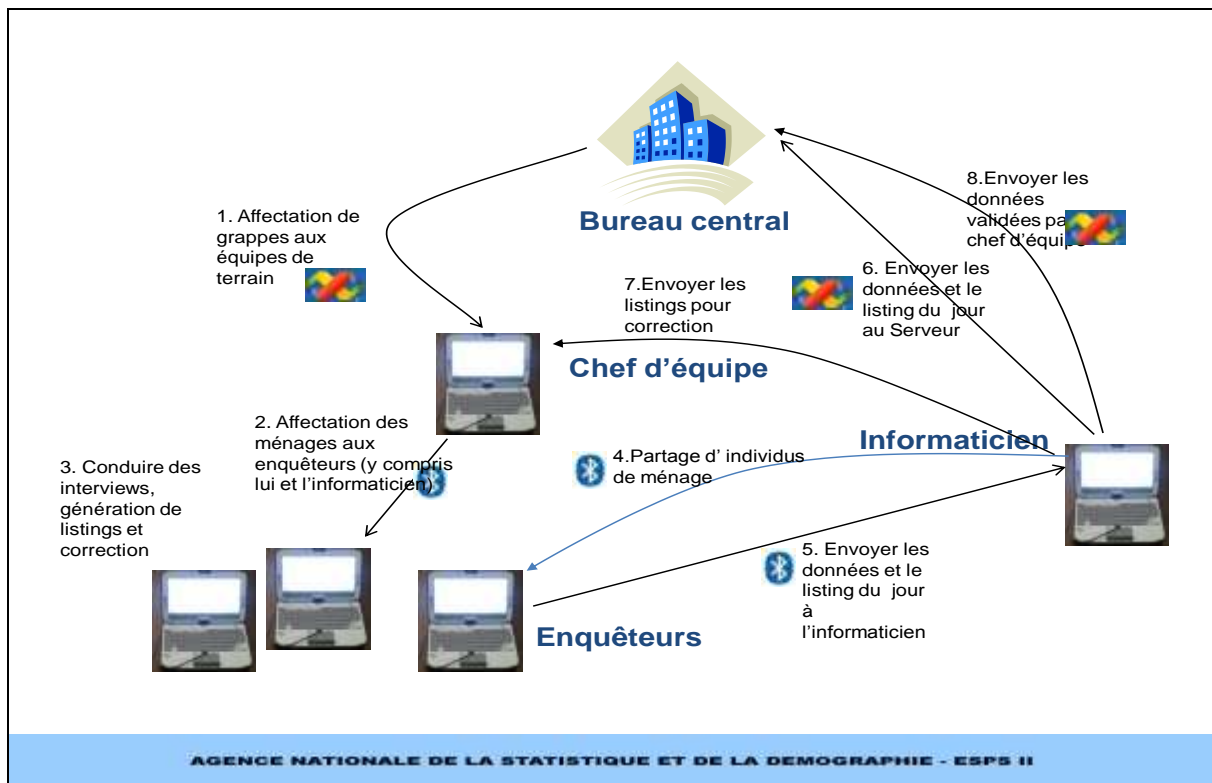 Bureau central
1. Affectation de
grappes aux
équipes de
terrain
8.Envoyer les
données
validées pa
chef d'équipe
7.Envoyer les
listings pour
correction
6. Envoyer les
données et le
listing du jour
au Serveur
Chef d'équipe
2. Affectation des
ménages aux
enquêteurs (y compris
lui et l'informaticien)
3. Conduire des
interviews,
génération de
listings et
correction
Informaticien
4.Partage d' individus
de ménage
5. Envoyer les
données et le
listing du jour
à
l'informaticien
Enquêteurs
AGENCE NATIONALE DE LA STATISTIQUE ET DE LA DEMOGRAPHIE - ESPS II